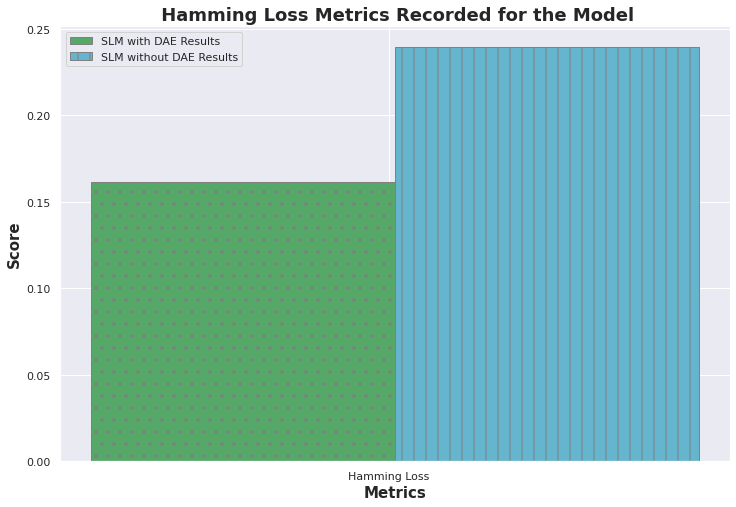 Hamming Loss Metrics Recorded for the Model
SLM with DAE Results
SLM without DAE Results
0.25
0.20
0.15
0.10
0.05
0.00
Score
Hamming Loss
Metrics